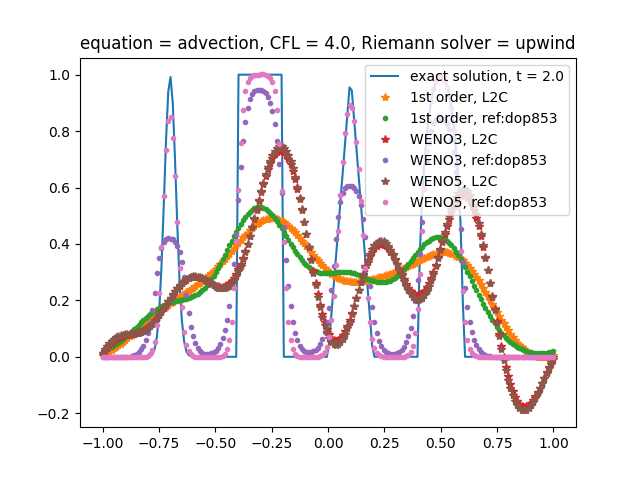 equation = advection, CFL = 4.0, Riemann solver = upwind
exact solution, t = 2.0
1st order, L2C
1st order, ref:dop853
WENO3, L2C
WENO3, ref:dop853
WENO5, L2C
WENO5, ref:dop853
1.0
0.8
0.6
0.4
0.2
0.0
−0.2
−1.00 −0.75 −0.50 −0.25 0.00 0.25 0.50 0.75 1.00